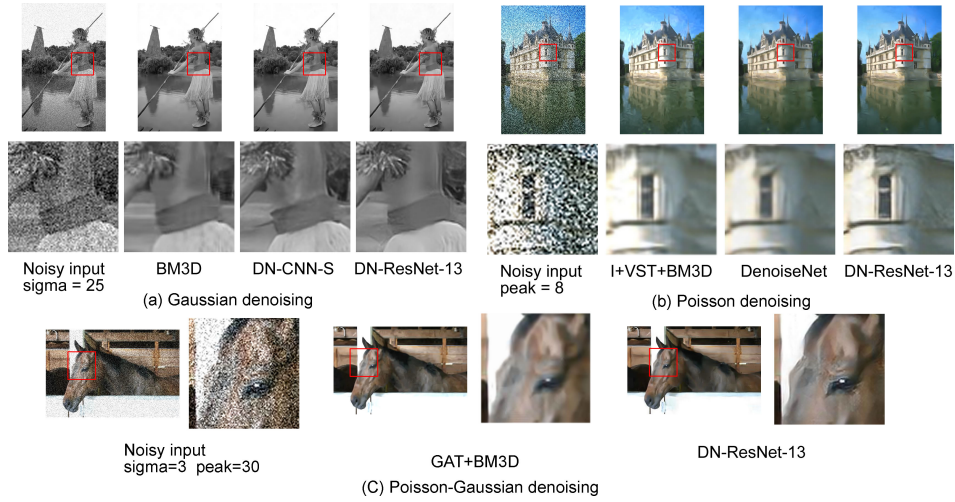 Noisy input
sigma = 25
BM3D
DN-CNN-S
DN-ResNet-13
(a) Gaussian denoising
Noisy input
peak = 8
I+VST+BM3D
DenoiseNet
DN-ResNet-13
(b) Poisson denoising
Noisy input
sigma=3 peak=30
GAT+BM3D
DN-ResNet-13
(C) Poisson-Gaussian denoising